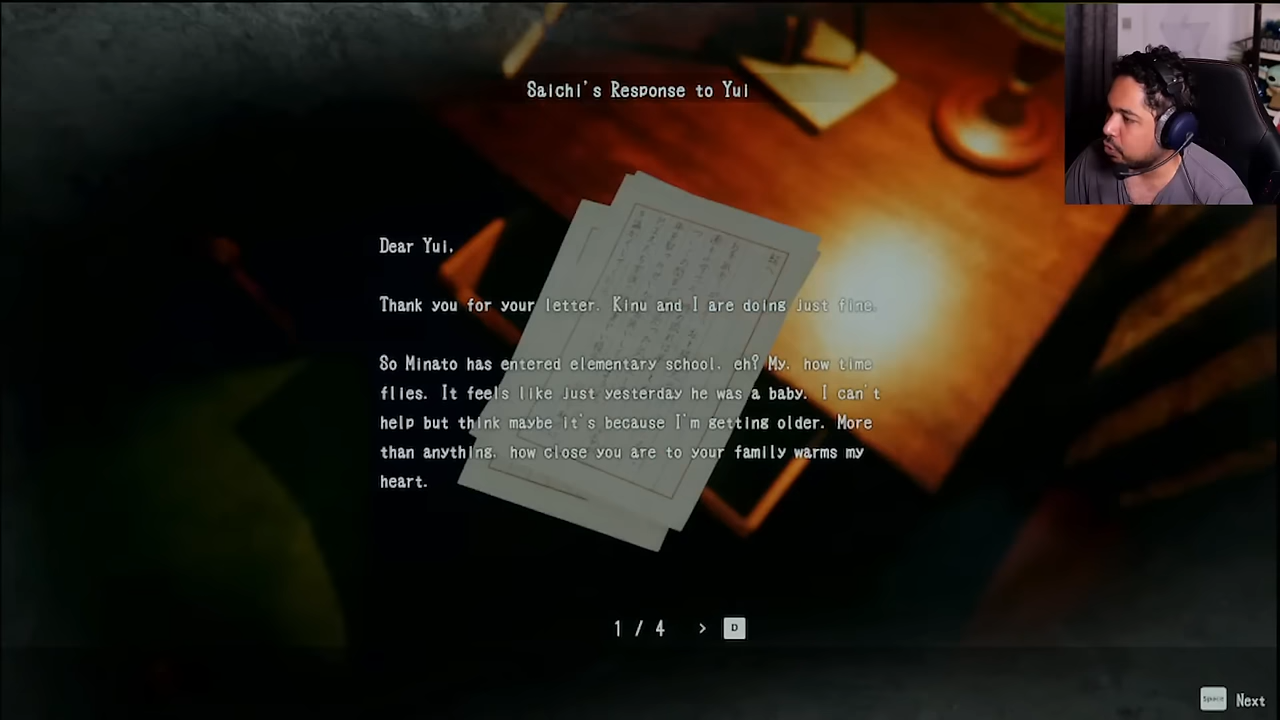 Saichi's Response to Yui
Dear Yui,
Thank you for your letter. Kinu and I are doing just fine.
So Minato has entered elementary school, eh? My, how time
flies. It feels like just yesterday he was a baby. I can't
help but think maybe it's because I'm getting older. More
than anything, how close you are to your family warms my
heart.
1 / 4 > D
Space Next